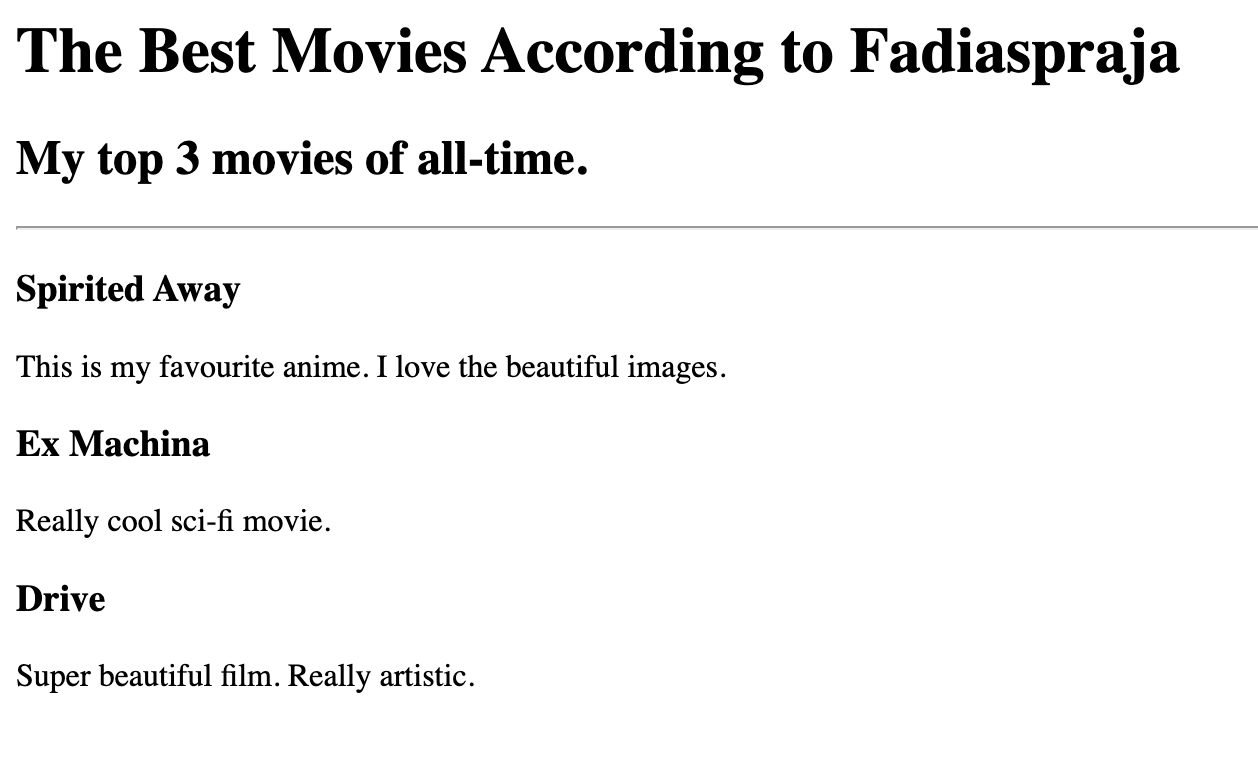 The Best Movies According to Fadiaspraja
My top 3 movies of all-time.
Spirited Away
This is my favourite anime. I love the beautiful images.
Ex Machina
Really cool sci-fi movie.
Drive
Super beautiful film. Really artistic.